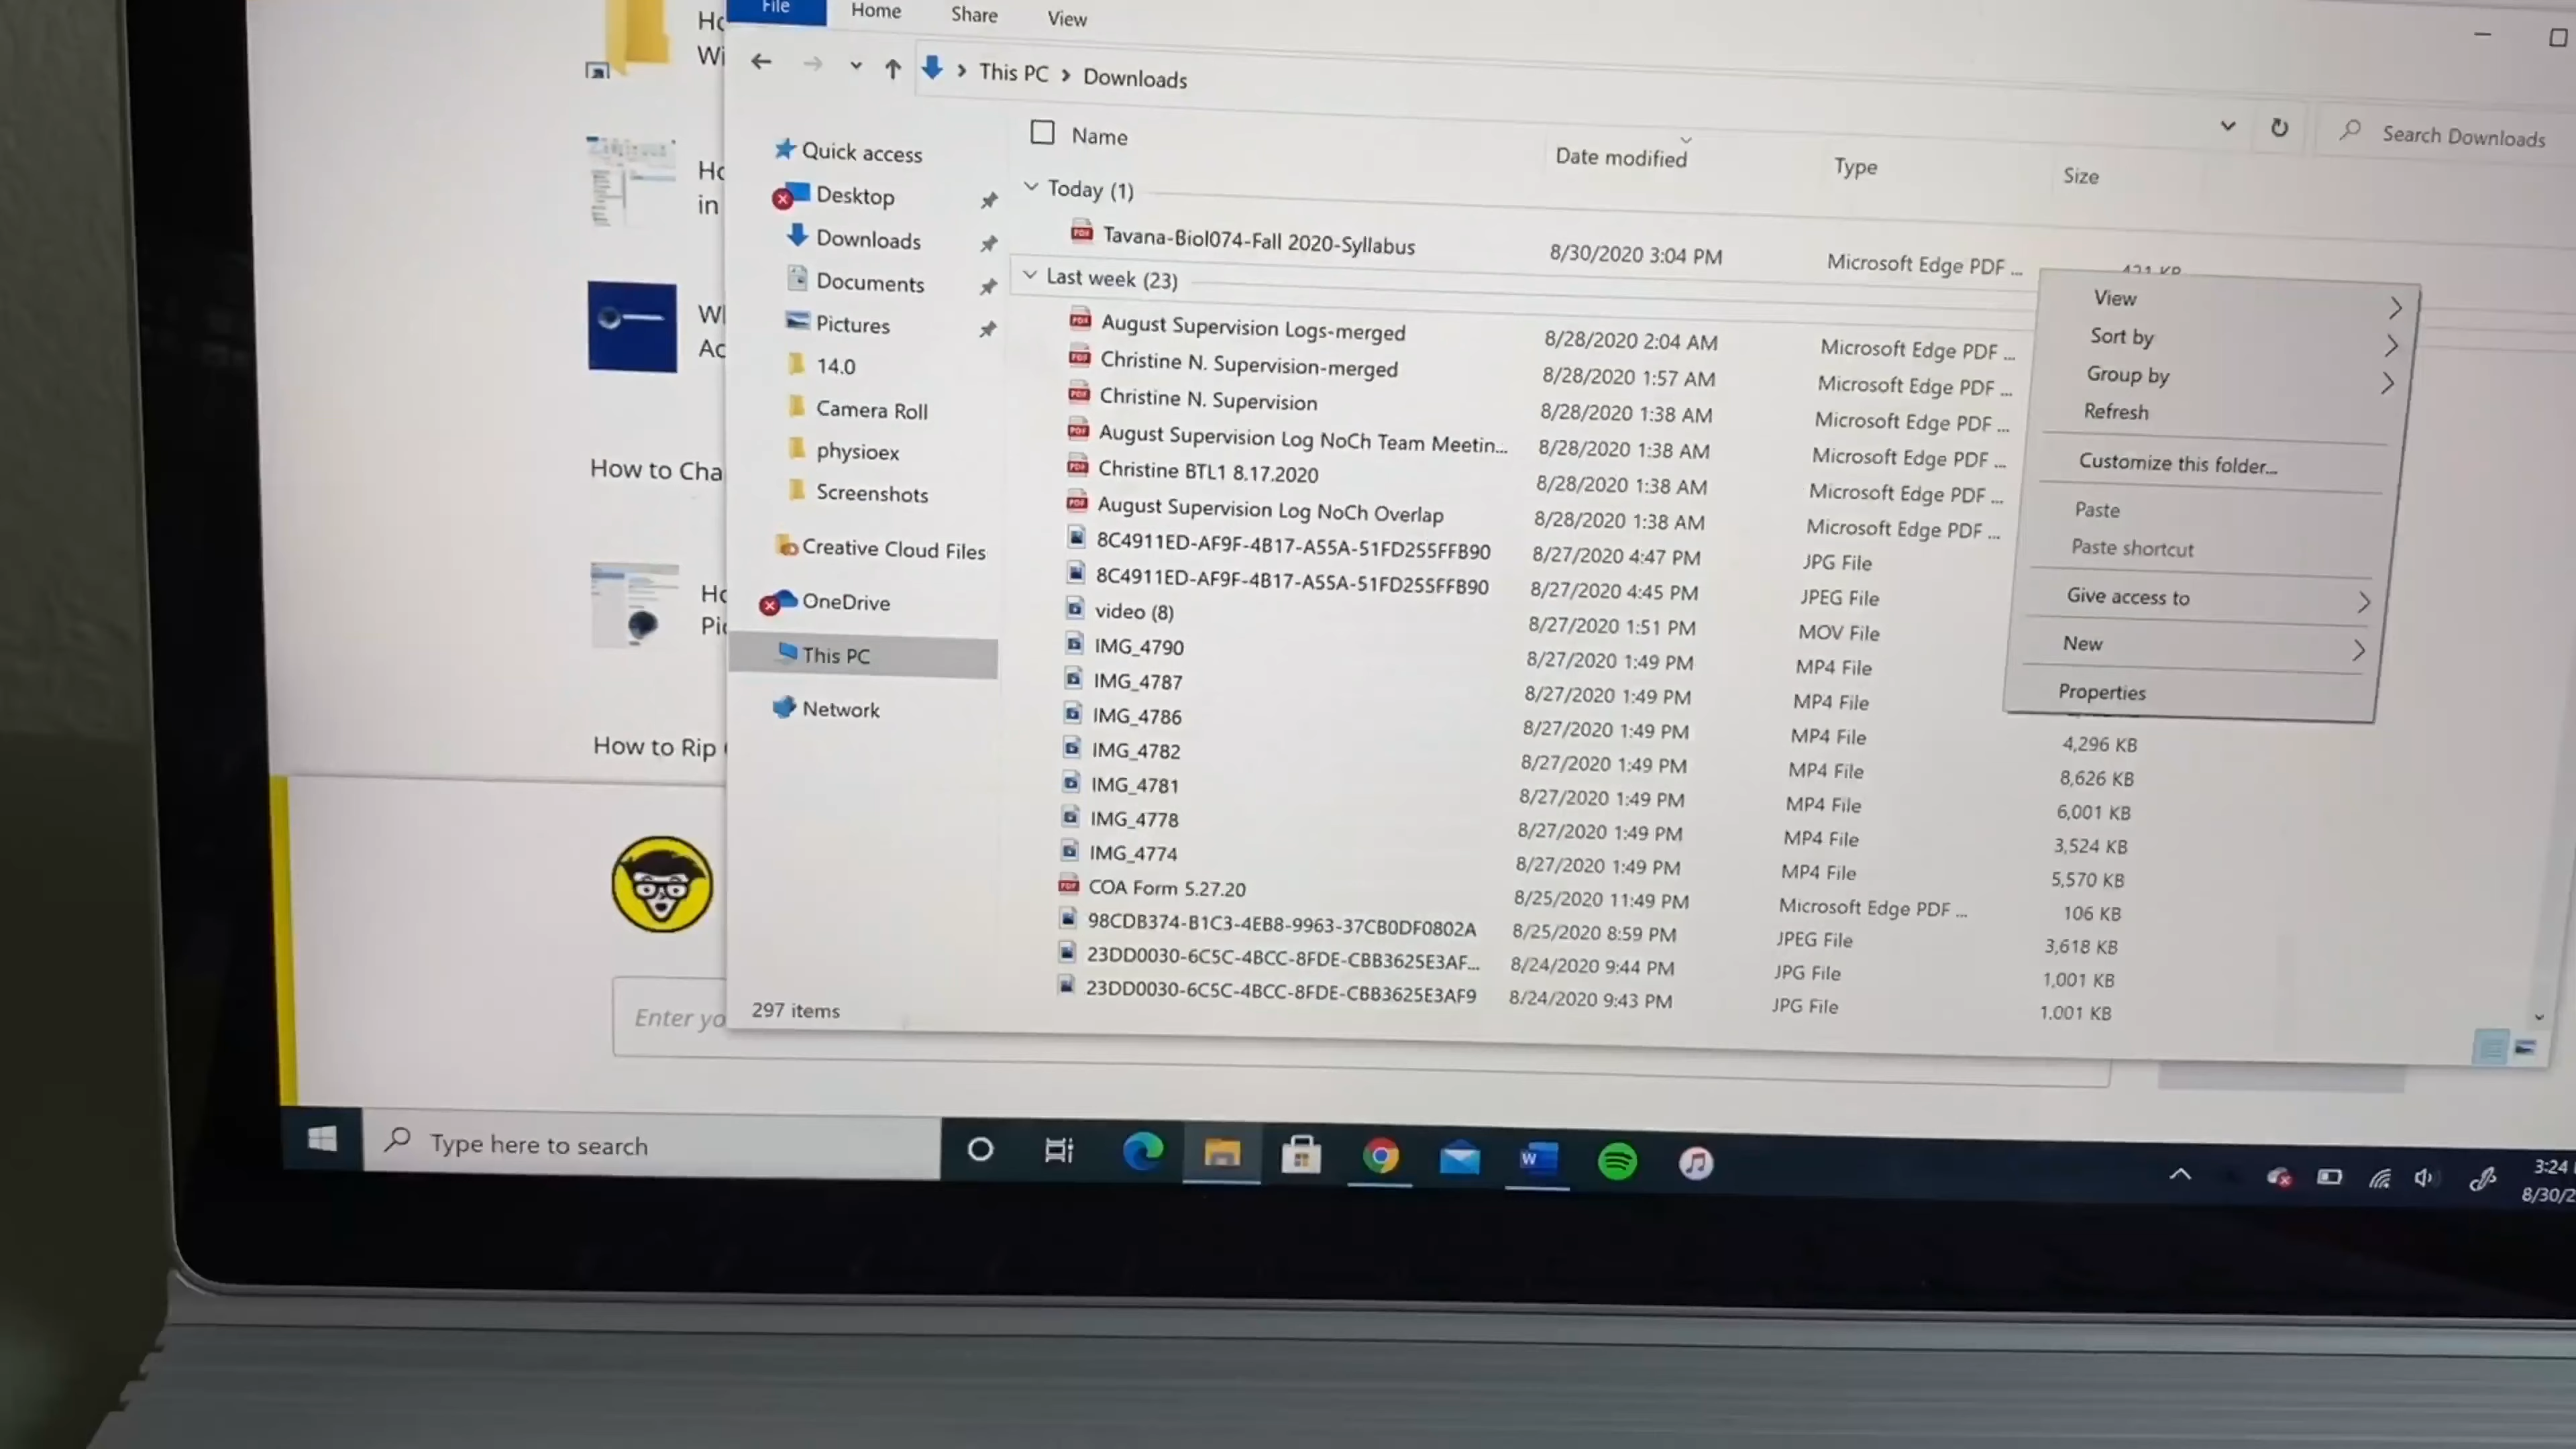 File Home Share View
This PC Downloads
Search Downloads
Name Date modified Type Size
Quick access
Desktop
Downloads
Documents
Pictures
14.0
Camera Roll
physioex
Screenshots
Creative Cloud Files
OneDrive
This PC
Network
Today (1)
Tavana-Biol074-Fall 2020-Syllabus 8/30/2020 3:04 PM Microsoft Edge PDF ...
Last week (23)
August Supervision Logs-merged 8/28/2020 2:04 AM Microsoft Edge PDF ...
Christine N. Supervision-merged 8/28/2020 1:57 AM Microsoft Edge PDF ...
Christine N. Supervision 8/28/2020 1:38 AM Microsoft Edge PDF ...
August Supervision Log NoCh Team Meetin... 8/28/2020 1:38 AM Microsoft Edge PDF ...
Christine BTL1 8.17.2020 8/28/2020 1:38 AM Microsoft Edge PDF ...
August Supervision Log NoCh Overlap 8/28/2020 1:38 AM Microsoft Edge PDF ...
8C4911ED-AF9F-4B17-A55A-51FD255FFB90 8/27/2020 4:47 PM JPG File
8C4911ED-AF9F-4B17-A55A-51FD255FFB90 8/27/2020 4:45 PM JPEG File
video (8) 8/27/2020 1:51 PM MOV File
IMG_4790 8/27/2020 1:49 PM MP4 File
IMG_4787 8/27/2020 1:49 PM MP4 File
IMG_4786 8/27/2020 1:49 PM MP4 File 4,296 KB
IMG_4782 8/27/2020 1:49 PM MP4 File 8,626 KB
IMG_4781 8/27/2020 1:49 PM MP4 File 6,001 KB
IMG_4778 8/27/2020 1:49 PM MP4 File 3,524 KB
IMG_4774 8/27/2020 1:49 PM MP4 File 5,570 KB
COA Form 5.27.20 8/25/2020 11:49 PM Microsoft Edge PDF ... 106 KB
98CDB374-B1C3-4EB8-9963-37CB0DF0802A 8/25/2020 8:59 PM JPEG File 3,618 KB
23DD0030-6C5C-4BCC-8FDE-CBB3625E3AF... 8/24/2020 9:44 PM JPG File 1,001 KB
23DD0030-6C5C-4BCC-8FDE-CBB3625E3AF9 8/24/2020 9:43 PM JPG File 1,001 KB
View
Sort by
Group by
Refresh
Customize this folder...
Paste
Paste shortcut
Give access to
New
Properties
297 items
in
How to Cha
How to Rip
Enter yo
Type here to search
3:24
8/30/2